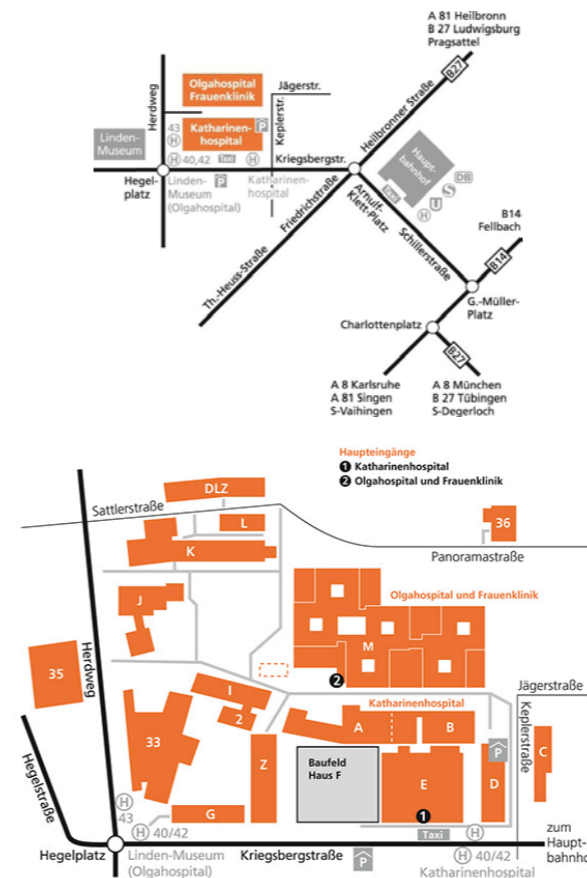 A 81 Heilbronn
B 27 Ludwigsburg
Pragsattel
B27
Heilbronner Straße
Olgahospital
Frauenklinik
Jägerstr.
Herdweg
43
H
Katharinen-
hospital
P
Keplerstr.
Linden-
Museum
H 40,42 Taxi H
Kriegsbergstr.
Haupt-
bahnhof
Taxi
DB
S
U
H
Hegel-
platz
Linden-
Museum
(Olgahospital)
P
Katharinen-
hospital
Arnulf-
Klett-Platz
Friedrichstraße
Th.-Heuss-Straße
Schillerstraße
B14
Fellbach
B14
G.-Müller-
Platz
Charlottenplatz
B27
A 8 Karlsruhe
A 81 Singen
S-Vaihingen
A 8 München
B 27 Tübingen
S-Degerloch
Haupteingänge
1 Katharinenhospital
2 Olgahospital und Frauenklinik
DLZ
Sattlerstraße
L
36
K
Panoramastraße
J
Olgahospital und Frauenklinik
M
35
Herdweg
2
I
Jägerstraße
Katharinenhospital
2
A
B
Keplerstraße
33
Z
Baufeld
Haus F
E
P
D
C
Hegelstraße
H
43
G
1
H 40/42
Taxi
H
zum
Haupt-
bahnho
Hegelplatz
Linden-Museum
(Olgahospital)
Kriegsbergstraße
P
H 40/42
Katharinenhospital